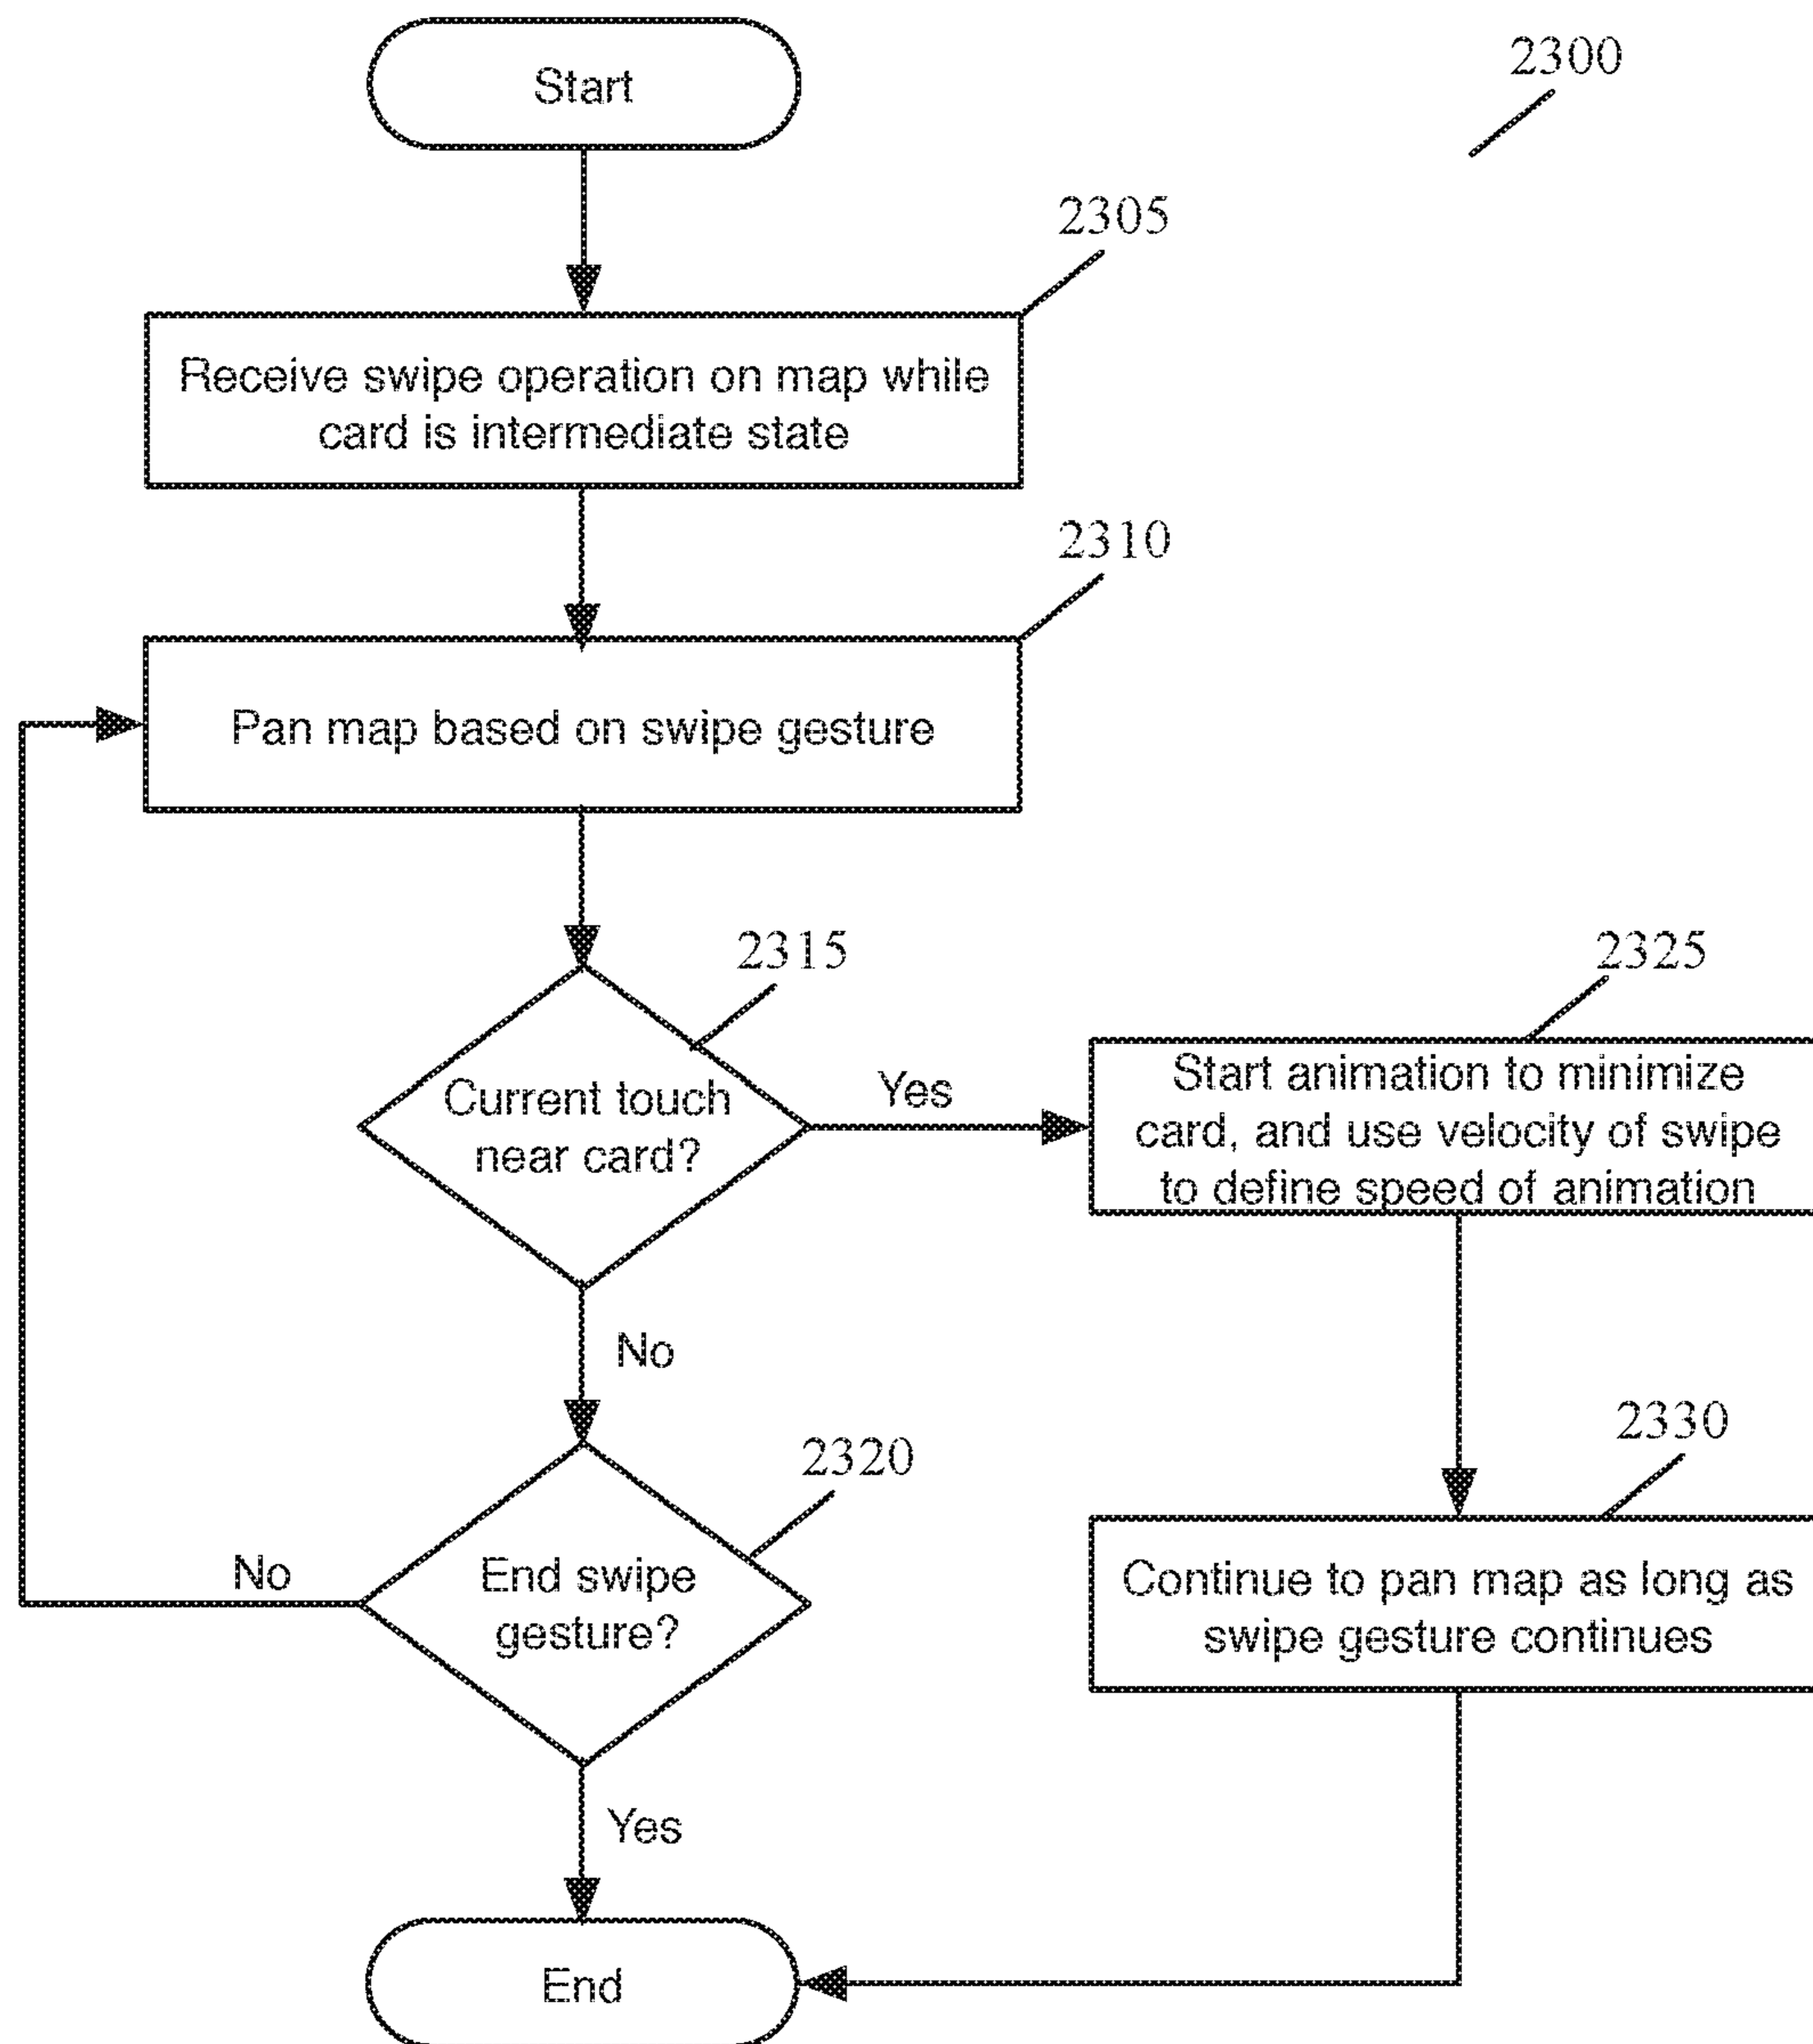 Start
2300
2305
Receive swipe operation on map while
card is intermediate state
2310
Pan map based on swipe gesture
2315
Current touch
near card?
Yes
2325
Start animation to minimize
card, and use velocity of swipe
to define speed of animation
No
2320
End swipe
gesture?
No
2330
Continue to pan map as long as
swipe gesture continues
Yes
End